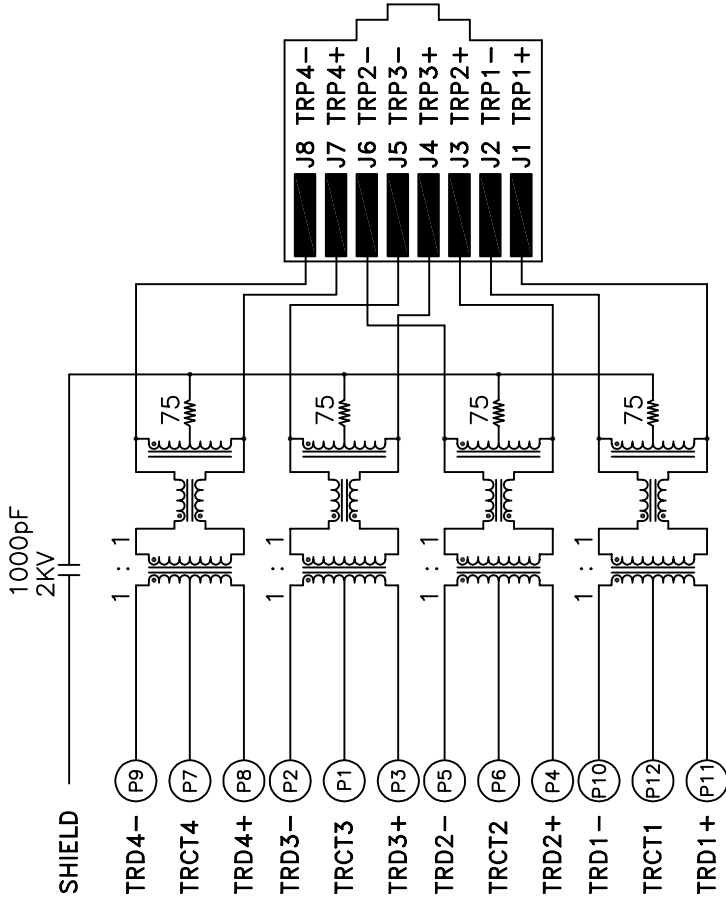 J8 TRP4-
J7 TRP4+
J6 TRP2-
J5 TRP3-
J4 TRP3+
J3 TRP2+
J2 TRP1-
J1 TRP1+
75
75
75
75
1000pF
2KV
1 : 1
1 : 1
1 : 1
1 : 1
SHIELD
TRD4- P9
TRCT4 P7
TRD4+ P8
TRD3- P2
TRCT3 P1
TRD3+ P3
TRD2- P5
TRCT2 P6
TRD2+ P4
TRD1- P10
TRCT1 P12
TRD1+ P11